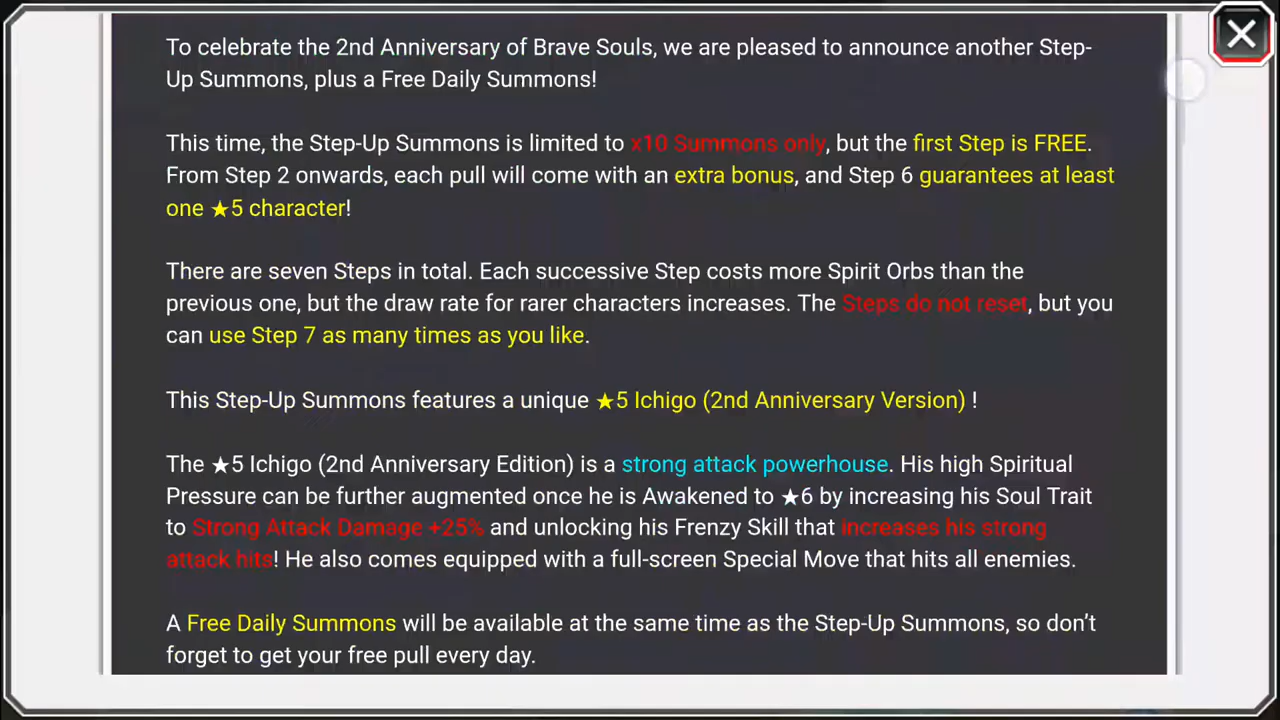 To celebrate the 2nd Anniversary of Brave Souls, we are pleased to announce another Step-
Up Summons, plus a Free Daily Summons!
This time, the Step-Up Summons is limited to x10 Summons only, but the first Step is FREE.
From Step 2 onwards, each pull will come with an extra bonus, and Step 6 guarantees at least
one ★5 character!
There are seven Steps in total. Each successive Step costs more Spirit Orbs than the
previous one, but the draw rate for rarer characters increases. The Steps do not reset, but you
can use Step 7 as many times as you like.
This Step-Up Summons features a unique ★5 Ichigo (2nd Anniversary Version) !
The ★5 Ichigo (2nd Anniversary Edition) is a strong attack powerhouse. His high Spiritual
Pressure can be further augmented once he is Awakened to ★6 by increasing his Soul Trait
to Strong Attack Damage +25% and unlocking his Frenzy Skill that increases his strong
attack hits! He also comes equipped with a full-screen Special Move that hits all enemies.
A Free Daily Summons will be available at the same time as the Step-Up Summons, so don't
forget to get your free pull every day.